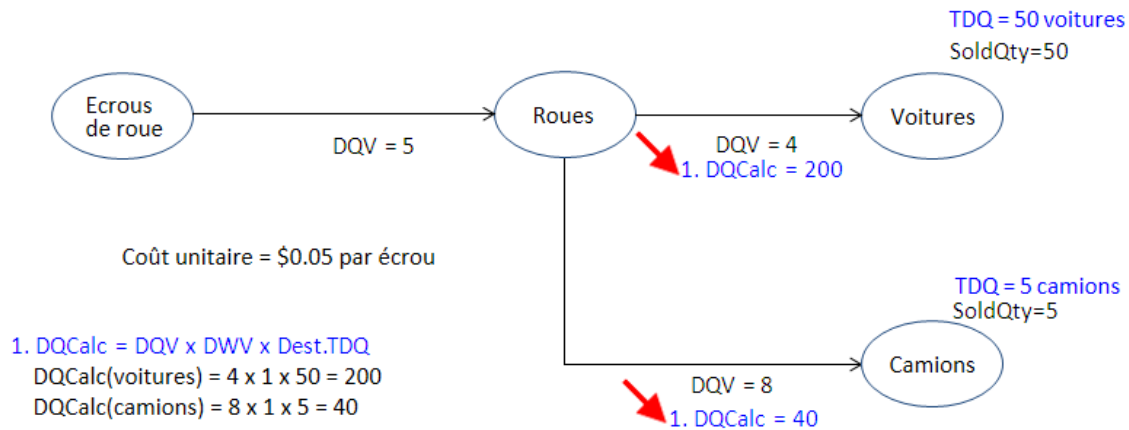 TDQ = 50 voitures
SoldQty=50
Ecrous
de roue
Roues
Voitures
DQV = 5
DQV = 4
1. DQCalc = 200
Coût unitaire = $0.05 par écrou
TDQ = 5 camions
SoldQty=5
1. DQCalc = DQV x DWV x Dest.TDQ
DQCalc(voitures) = 4 x 1 x 50 = 200
DQCalc(camions) = 8 x 1 x 5 = 40
Camions
DQV = 8
1. DQCalc = 40